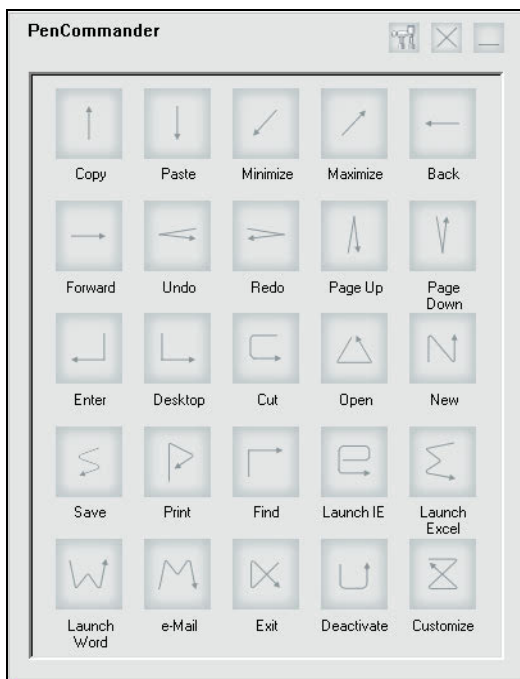 PenCommander
Copy Paste Minimize Maximize Back
Forward Undo Redo Page Up Page
Down
Enter Desktop Cut Open New
Save Print Find Launch IE Launch
Excel
Launch e-Mail Exit Deactivate Customize
Word